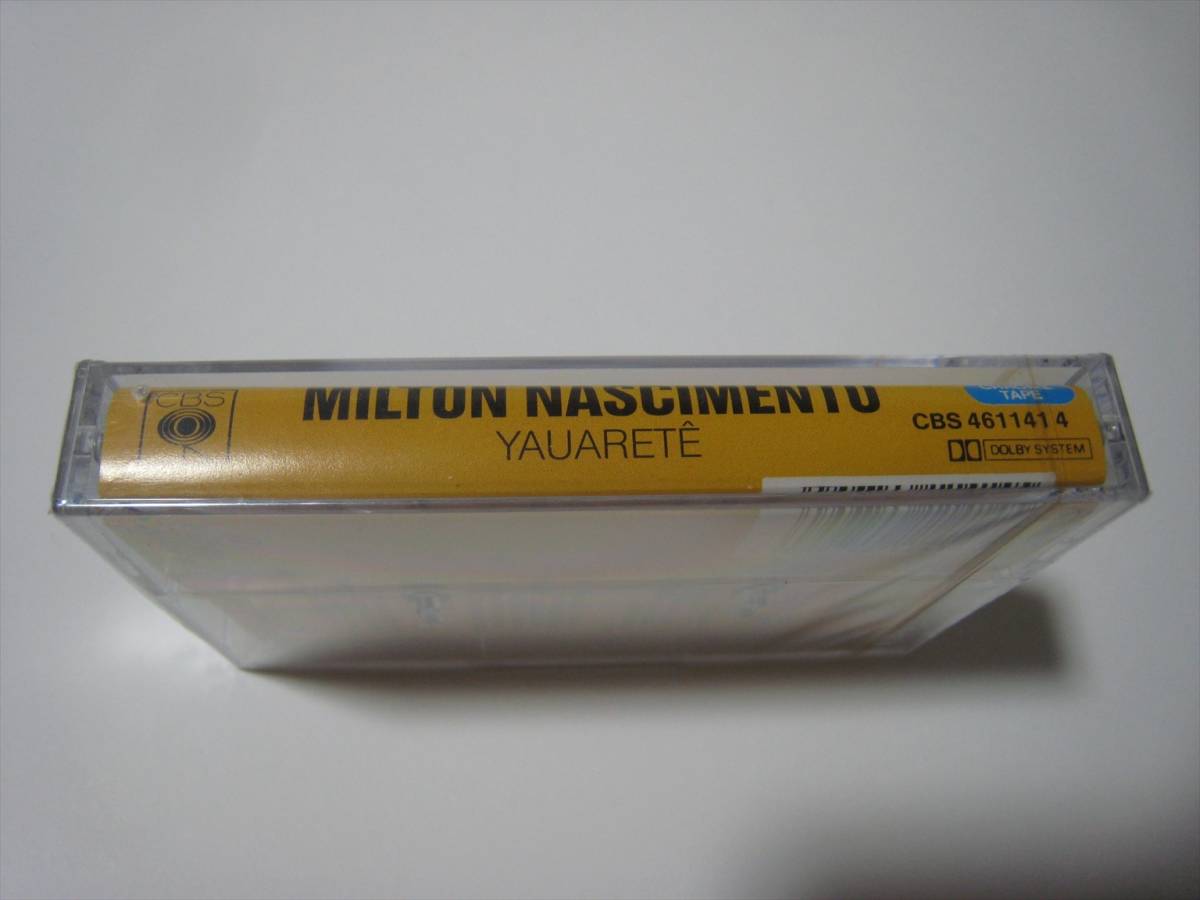 CBS
MILTON NASCIMENTO
YAUARETÊ
TAPE
CBS 461141 4
DOLBY SYSTEM